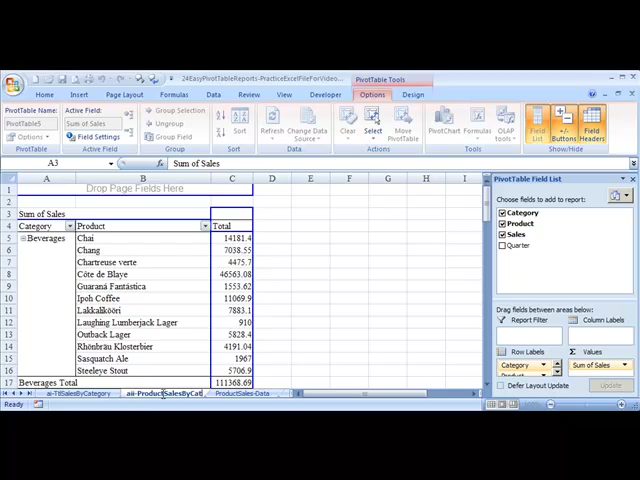 24EasyPivotTableReports-PracticeExcelFileForVideo...
PivotTable Tools
Home Insert Page Layout Formulas Data Review View Developer Options Design
PivotTable Name: Active Field: Group Selection
PivotTable5 Sum of Sales Ungroup
Options Field Settings Group Field
Sort Refresh Change Data Source Clear Select Move PivotTable PivotChart Formulas OLAP tools Field List +/- Buttons Field Headers
PivotTable Active Field Group Sort Data Actions Tools Show/Hide
A3 fx Sum of Sales
A B C D E F G H I
1 Drop Page Fields Here
2
3 Sum of Sales
4 Category Product Total
5 Beverages Chai 14181.4
6 Chang 7038.55
7 Chartreuse verte 4475.7
8 Côte de Blaye 46563.08
9 Guaraná Fantástica 1553.62
10 Ipoh Coffee 11069.9
11 Lakkalikööri 7883.1
12 Laughing Lumberjack Lager 910
13 Outback Lager 5828.4
14 Rhönbräu Klosterbier 4191.04
15 Sasquatch Ale 1967
16 Steeleye Stout 5706.9
17 Beverages Total 111368.69
ai-TtlSalesByCategory aii-ProductSalesByCat ProductSales-Data
Ready
PivotTable Field List
Choose fields to add to report:
Category
Product
Sales
Quarter
Drag fields between areas below:
Report Filter Column Labels
Row Labels Σ Values
Category Sum of Sales
Product
Defer Layout Update Update